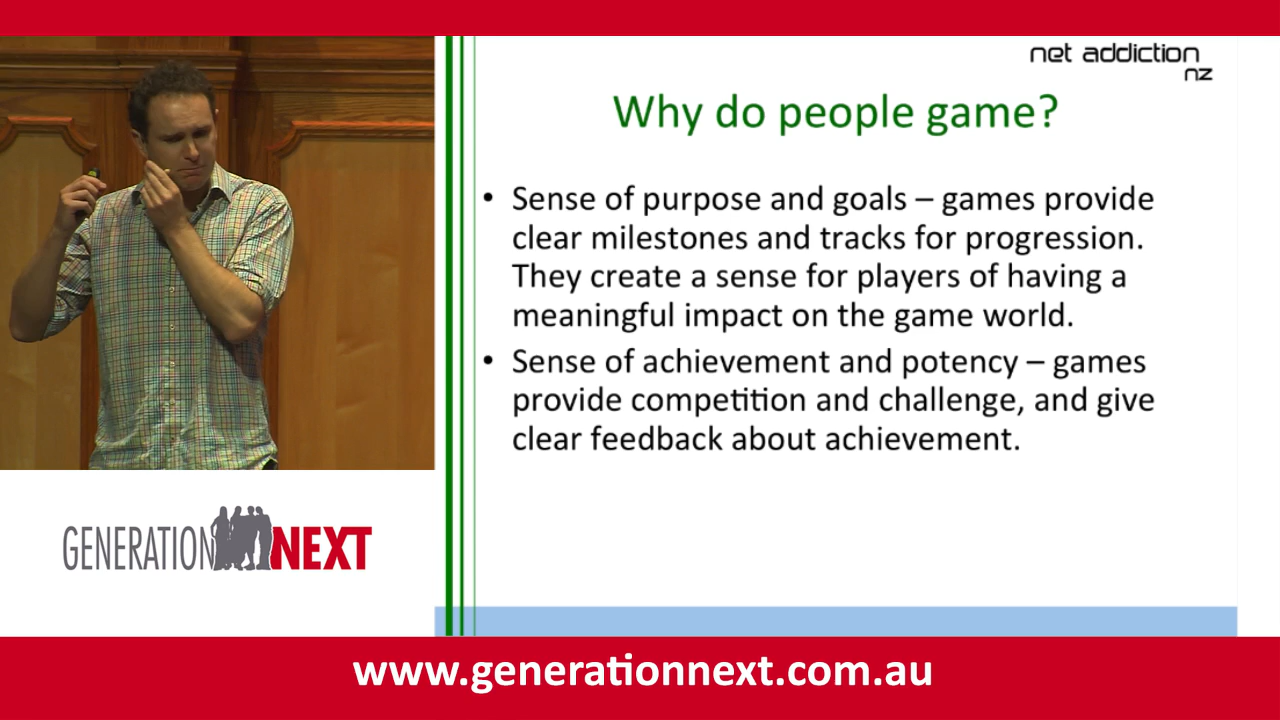 net addiction
nz
Why do people game?
• Sense of purpose and goals – games provide
clear milestones and tracks for progression.
They create a sense for players of having a
meaningful impact on the game world.
• Sense of achievement and potency – games
provide competition and challenge, and give
clear feedback about achievement.
GENERATION NEXT
www.generationnext.com.au